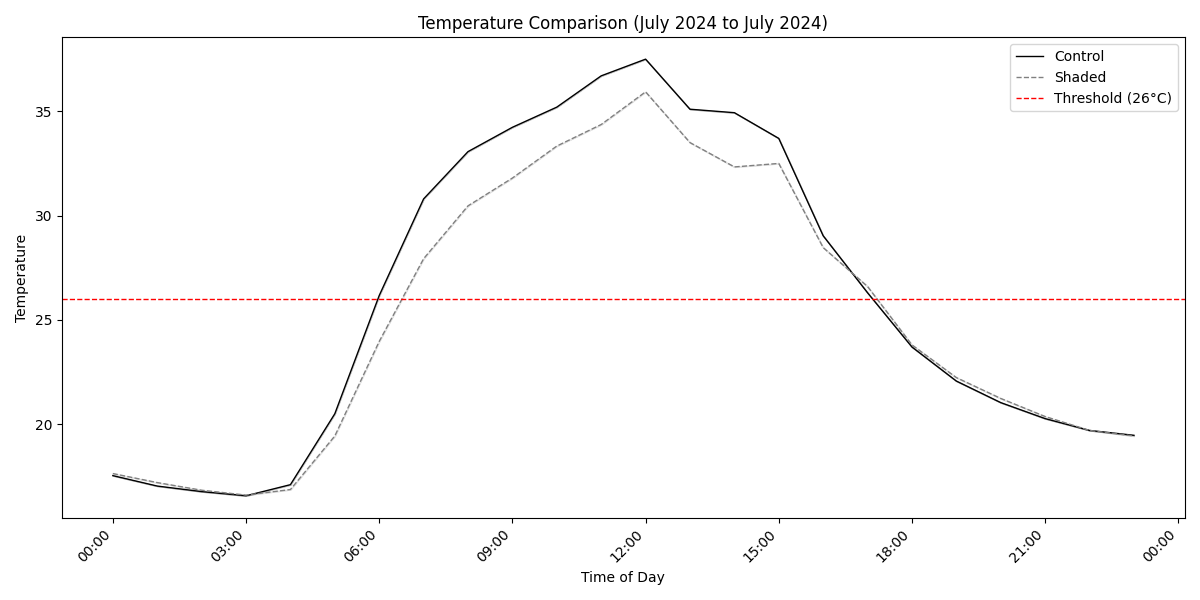 Temperature Comparison (July 2024 to July 2024)
Control
Shaded
Threshold (26°C)
Temperature
35
30
25
20
00:00
03:00
06:00
09:00
12:00
15:00
18:00
21:00
00:00
Time of Day